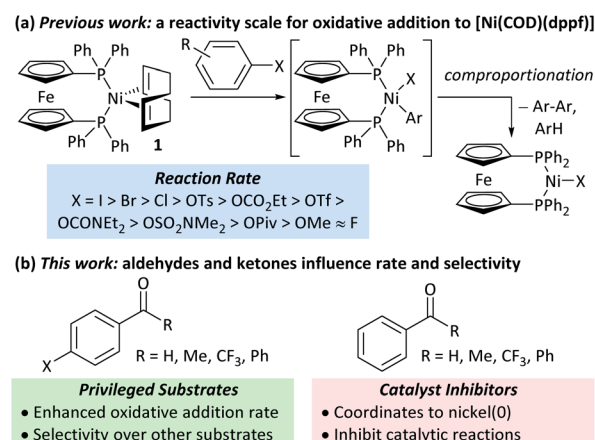 (a) Previous work: a reactivity scale for oxidative addition to [Ni(COD)(dppf)]
Ph Ph
P
Fe Ni
P
Ph Ph
1
R
X
Ph Ph
P X
Fe Ni
P Ar
Ph Ph
comproportionation
– Ar-Ar,
ArH
PPh2
Fe Ni–X
PPh2
Reaction Rate
X = I > Br > Cl > OTs > OCO2Et > OTf >
OCONEt2 > OSO2NMe2 > OPiv > OMe ≈ F
(b) This work: aldehydes and ketones influence rate and selectivity
O
R
X
R = H, Me, CF3, Ph
O
R
R = H, Me, CF3, Ph
Privileged Substrates
• Enhanced oxidative addition rate
• Selectivity over other substrates
Catalyst Inhibitors
• Coordinates to nickel(0)
• Inhibit catalytic reactions